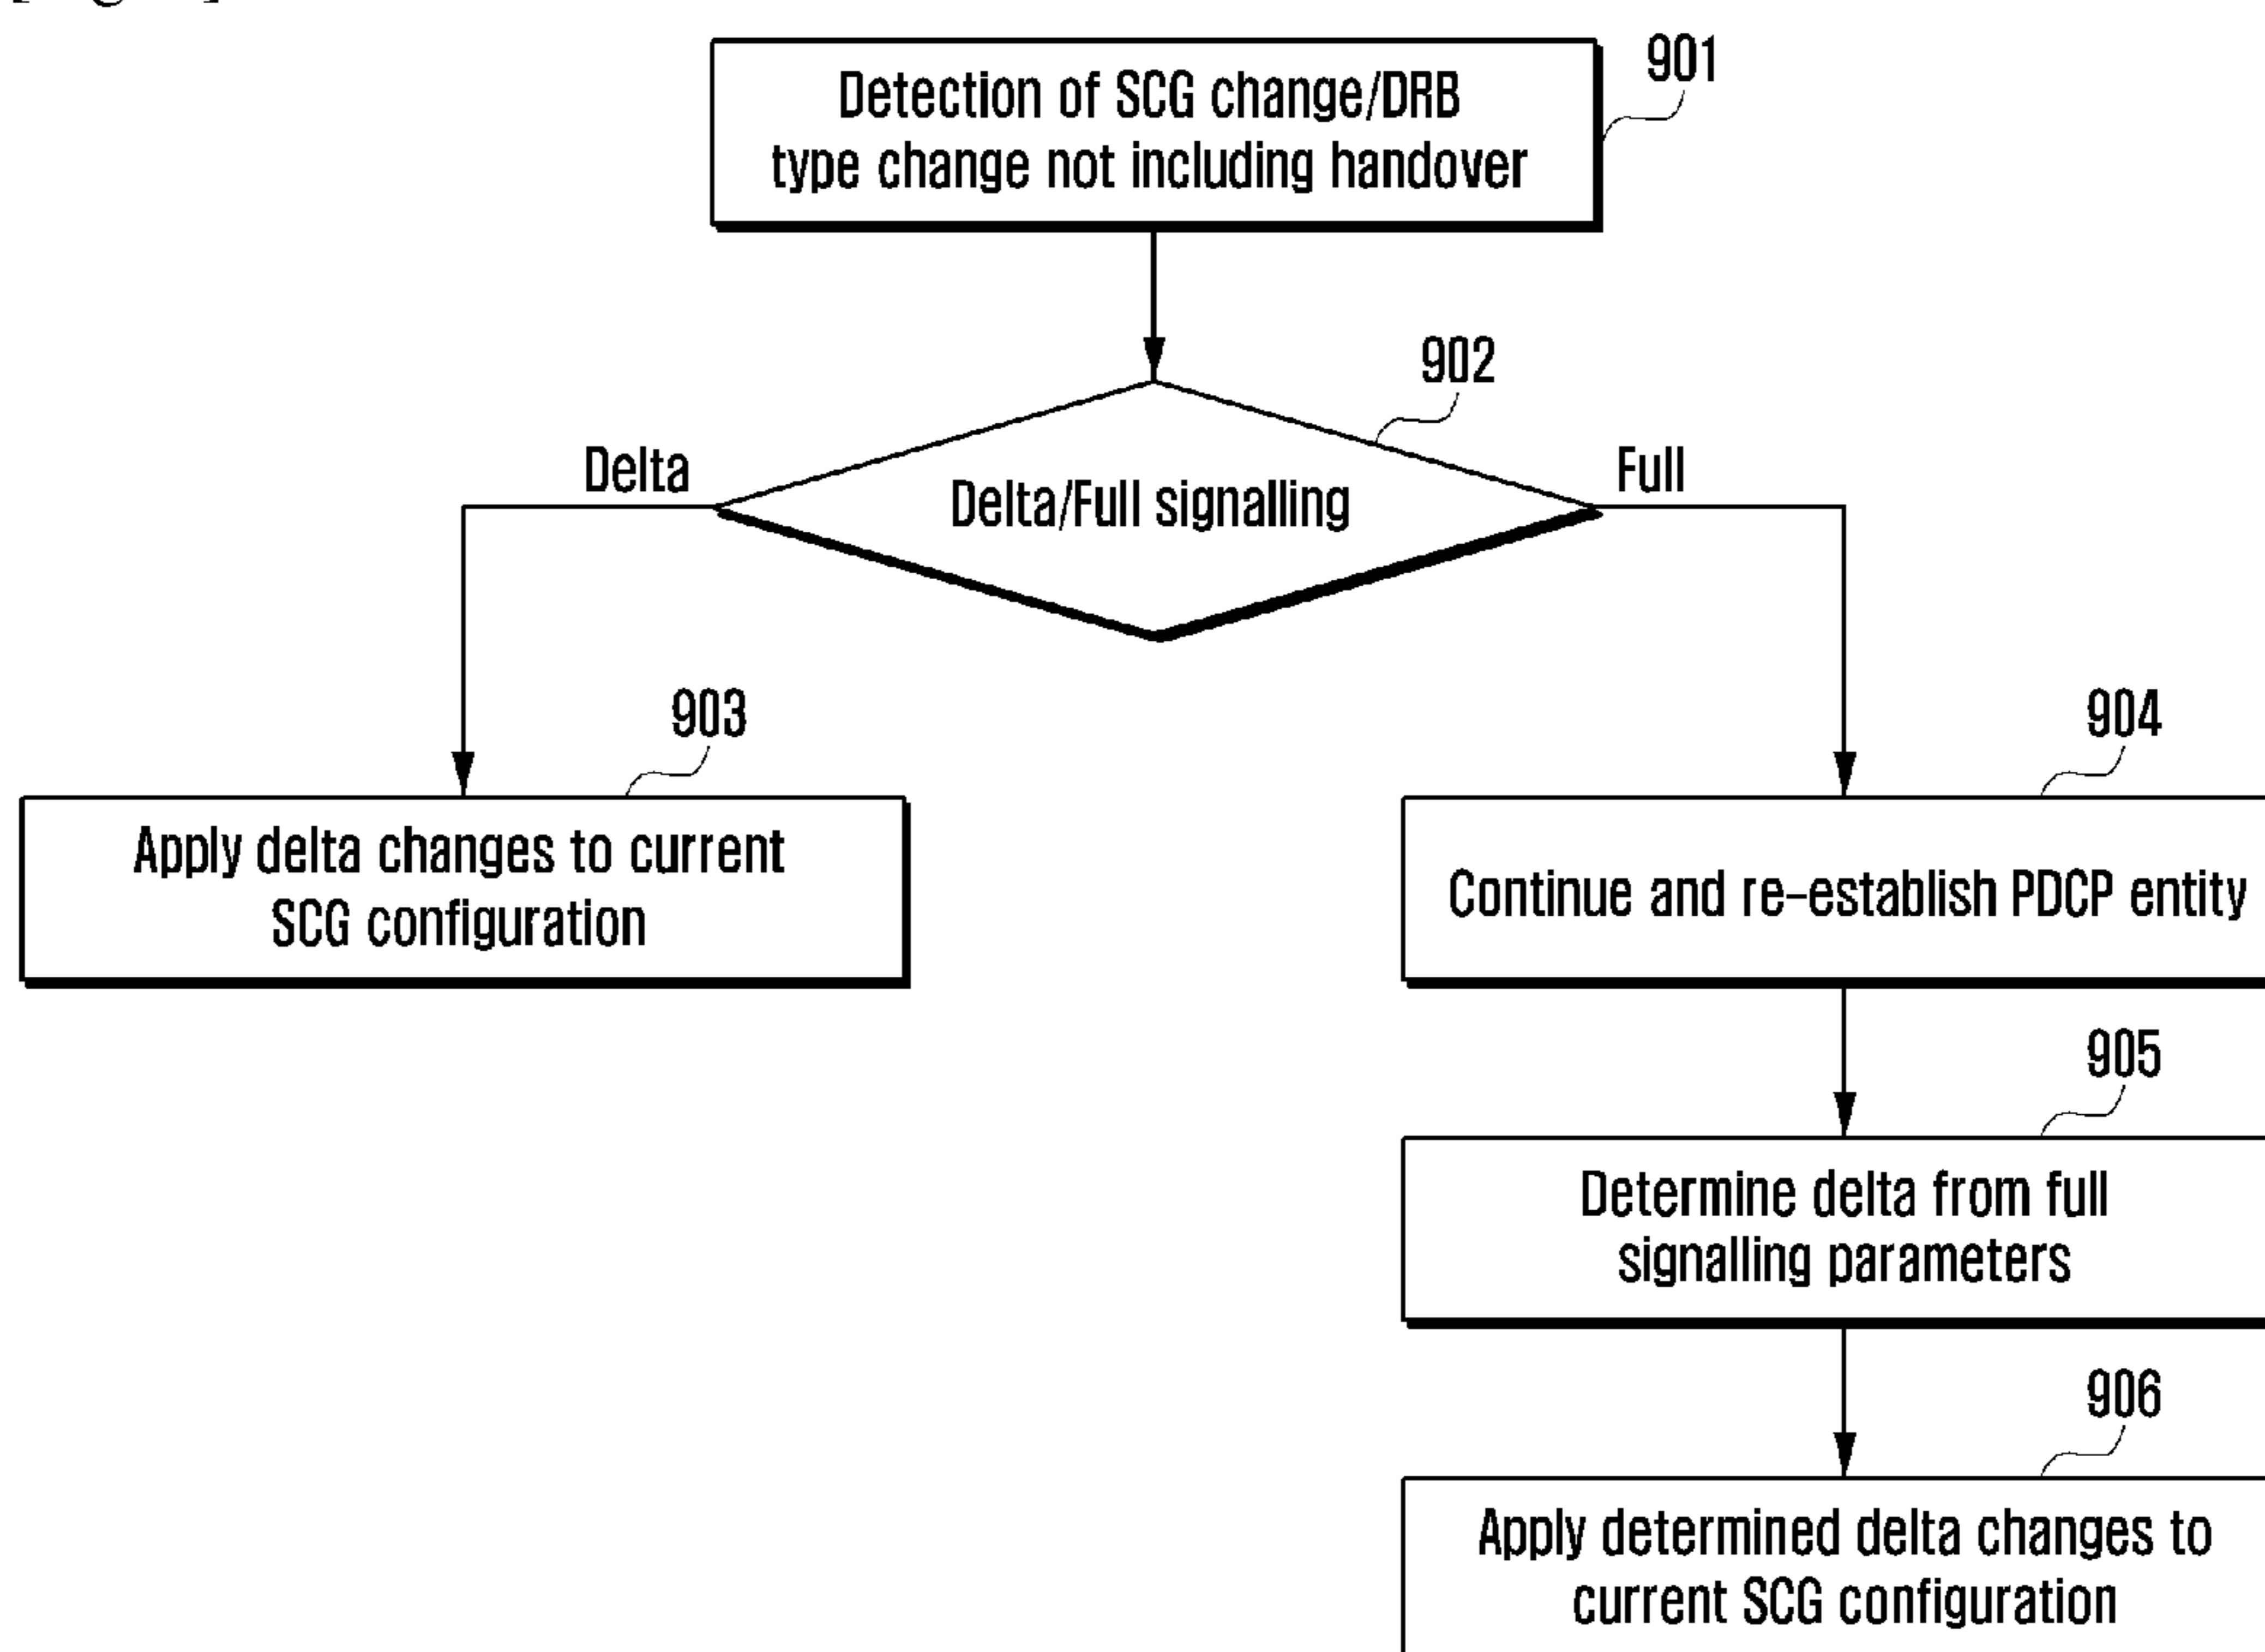 Detection of SCG change/DRB
type change not including handover
901
902
Delta
Delta/Full signalling
Full
903
904
Apply delta changes to current
SCG configuration
Continue and re-establish PDCP entity
905
Determine delta from full
signalling parameters
906
Apply determined delta changes to
current SCG configuration